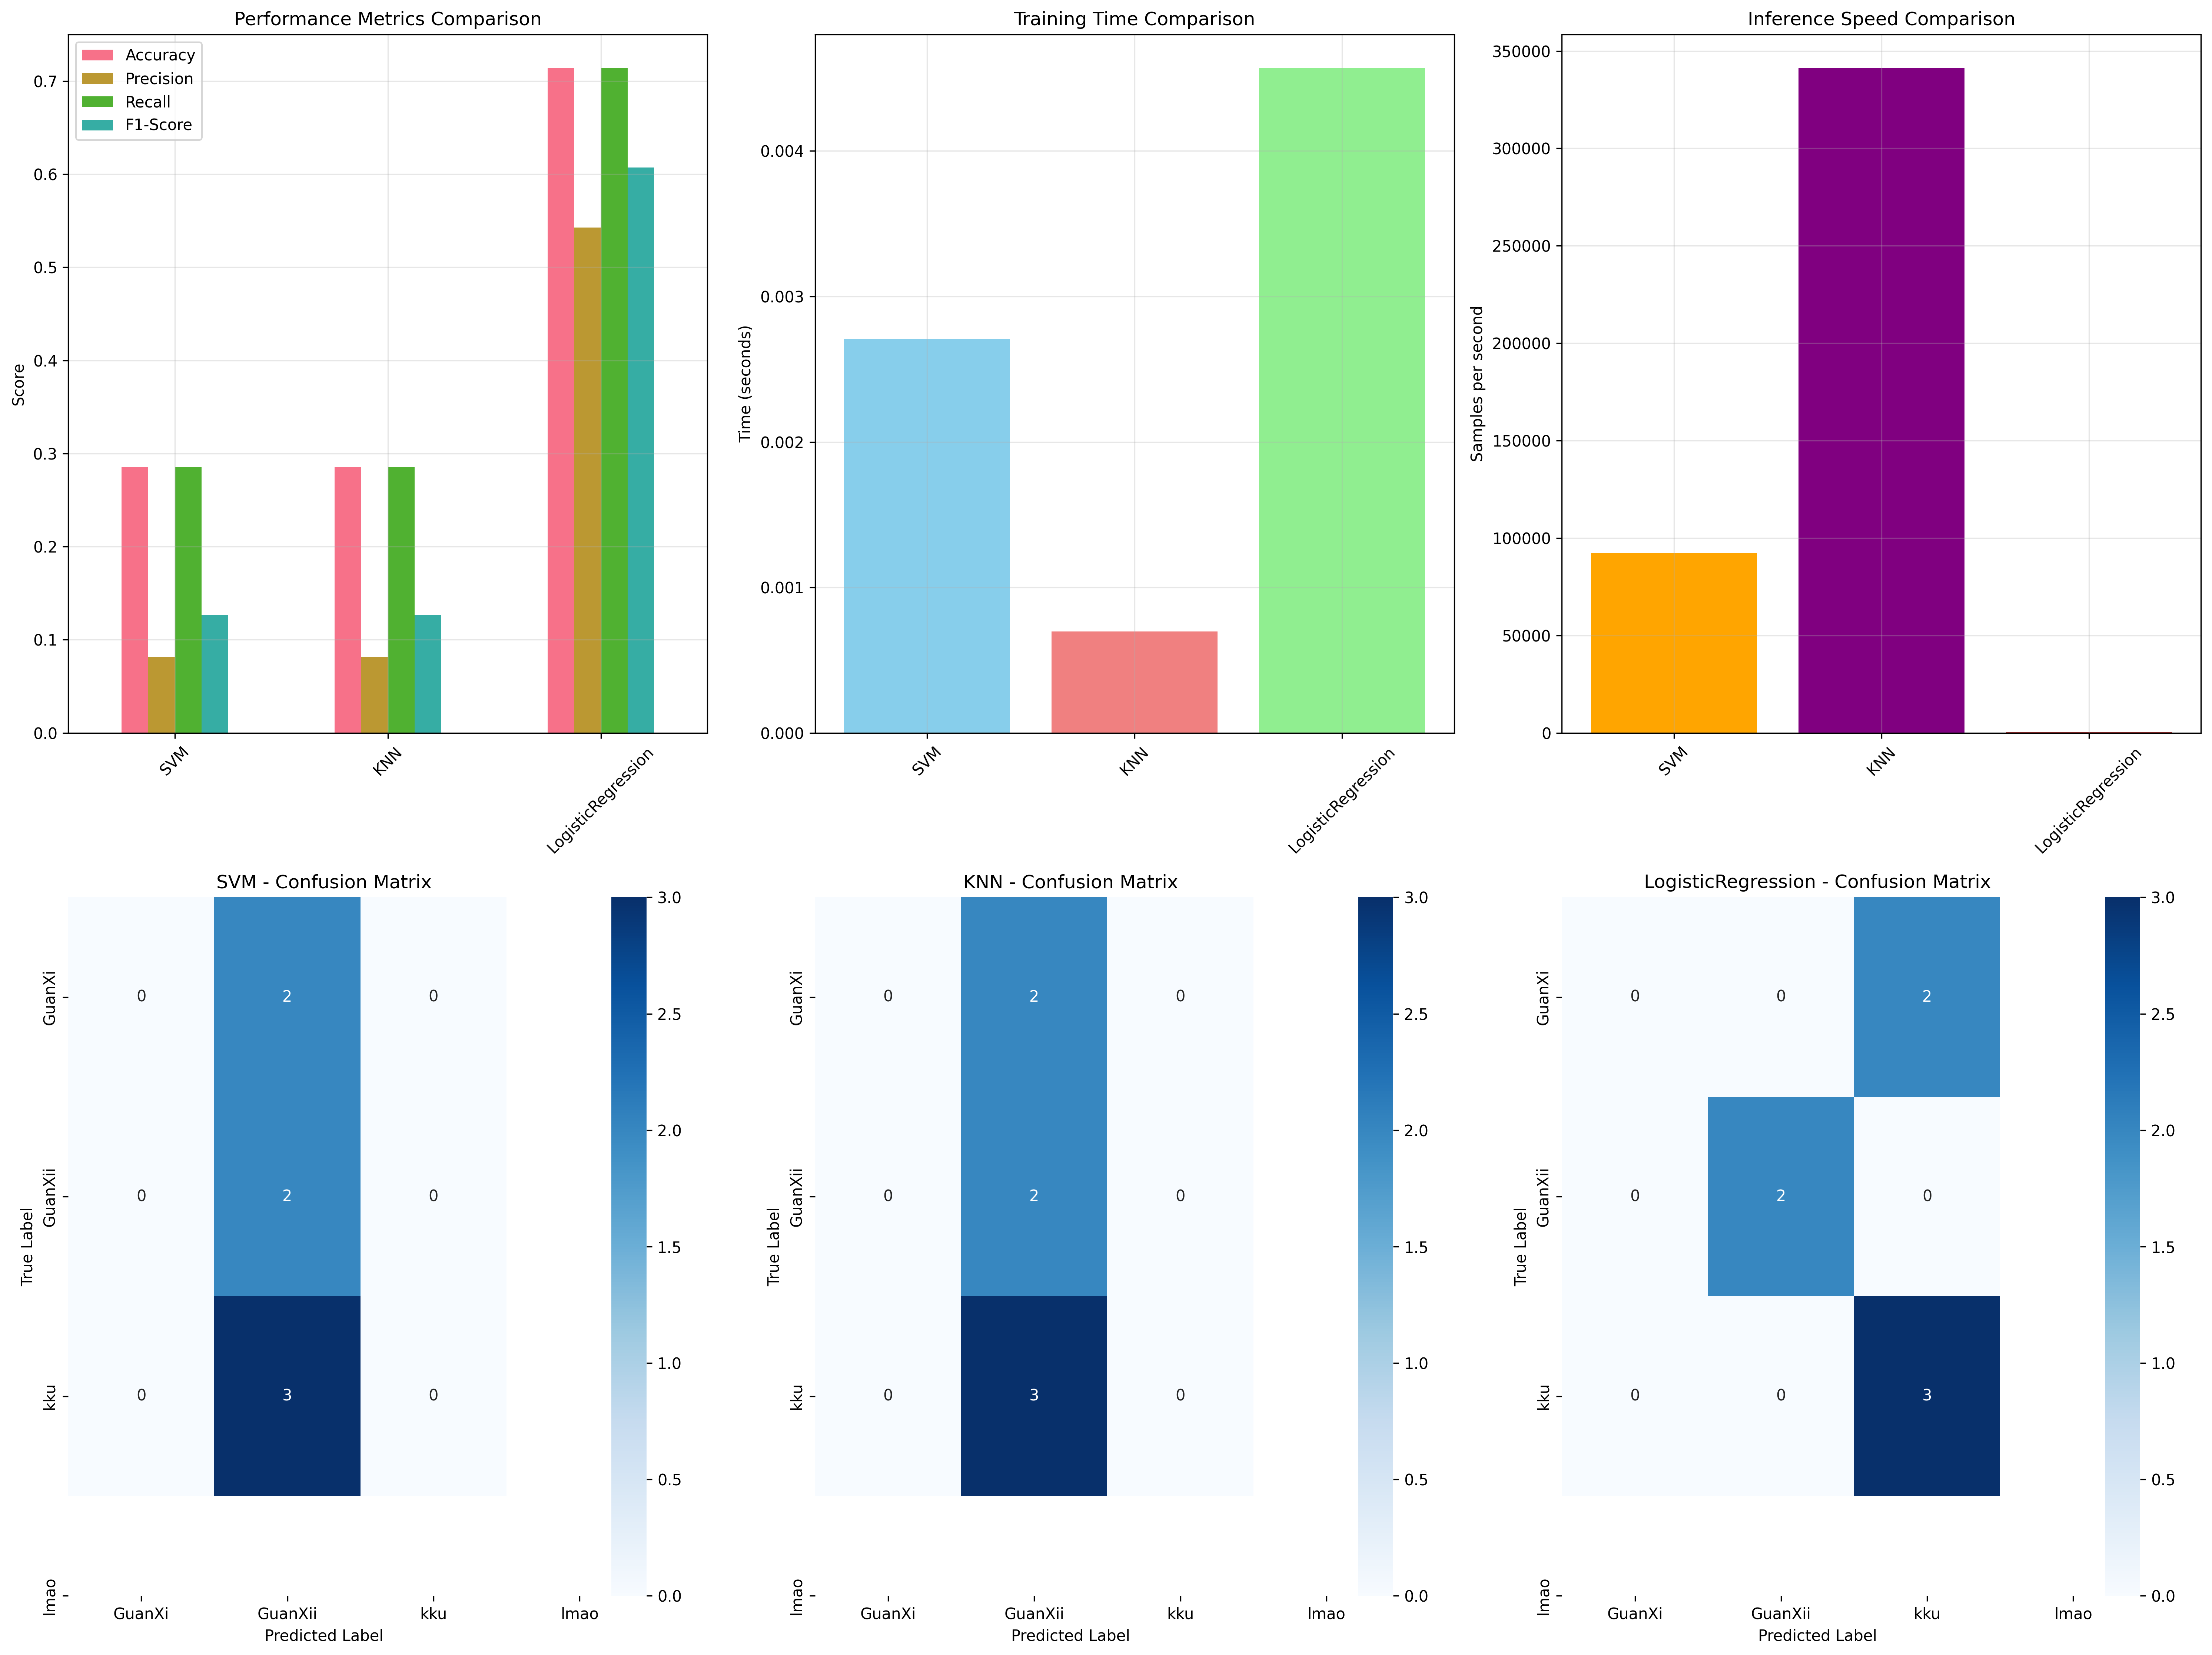 Performance Metrics Comparison
Accuracy
Precision
Recall
F1-Score
0.7
0.6
0.5
0.4
0.3
0.2
0.1
0.0
Score
SVM
KNN
LogisticRegression
Training Time Comparison
0.004
0.003
0.002
0.001
0.000
Time (seconds)
SVM
KNN
LogisticRegression
Inference Speed Comparison
350000
300000
250000
200000
150000
100000
50000
0
Samples per second
SVM
KNN
LogisticRegression
SVM - Confusion Matrix
True Label
GuanXi
0 2 0
GuanXii
0 2 0
kku
0 3 0
lmao
GuanXi GuanXii kku lmao
Predicted Label
3.0
2.5
2.0
1.5
1.0
0.5
0.0
KNN - Confusion Matrix
True Label
GuanXi
0 2 0
GuanXii
0 2 0
kku
0 3 0
lmao
GuanXi GuanXii kku lmao
Predicted Label
3.0
2.5
2.0
1.5
1.0
0.5
0.0
LogisticRegression - Confusion Matrix
True Label
GuanXi
0 0 2
GuanXii
0 2 0
kku
0 0 3
lmao
GuanXi GuanXii kku lmao
Predicted Label
3.0
2.5
2.0
1.5
1.0
0.5
0.0